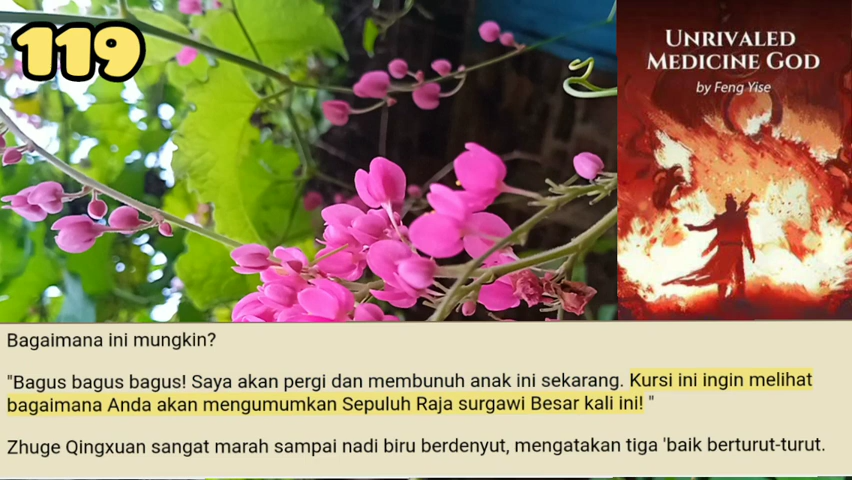 119
UNRIVALED
MEDICINE GOD
by Feng Yise
Bagaimana ini mungkin?
"Bagus bagus bagus! Saya akan pergi dan membunuh anak ini sekarang. Kursi ini ingin melihat
bagaimana Anda akan mengumumkan Sepuluh Raja surgawi Besar kali ini! "
Zhuge Qingxuan sangat marah sampai nadi biru berdenyut, mengatakan tiga 'baik berturut-turut.